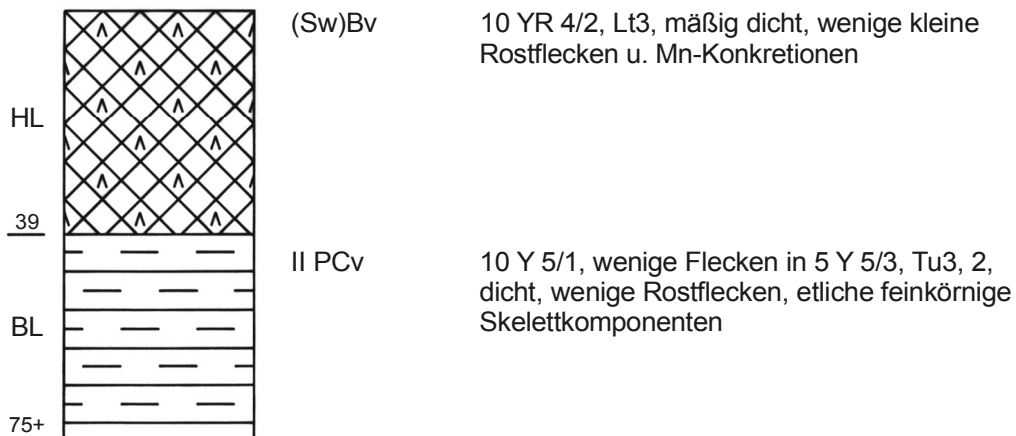 (Sw)Bv
10 YR 4/2, Lt3, mäßig dicht, wenige kleine
Rostflecken u. Mn-Konkretionen
HL
39
II PCv
10 Y 5/1, wenige Flecken in 5 Y 5/3, Tu3, 2,
dicht, wenige Rostflecken, etliche feinkörnige
Skelettkomponenten
BL
75+